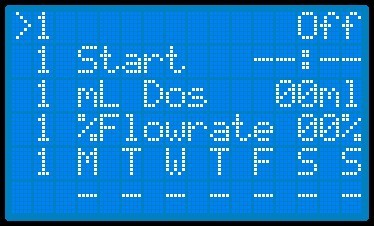 >1 Off
1 Start --:--
1 mL Dos 00ml
1 %Flowrate 00%
1 M T W T F S S
- - - - - - -